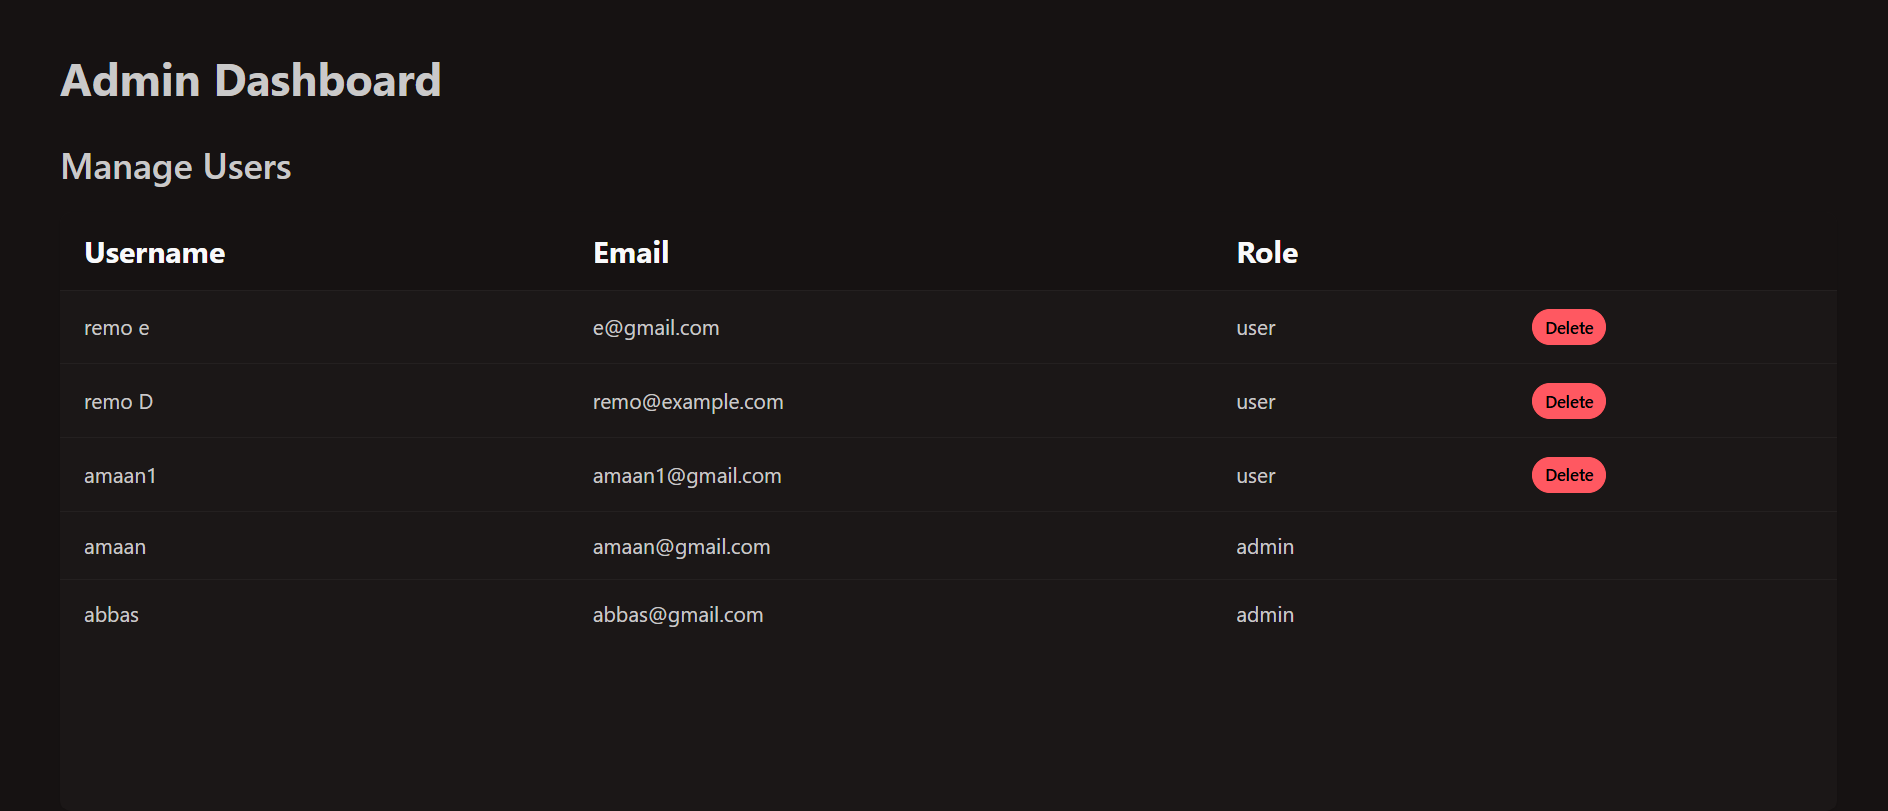 Admin Dashboard
Manage Users
Username Email Role
remo e e@gmail.com user Delete
remo D remo@example.com user Delete
amaan1 amaan1@gmail.com user Delete
amaan amaan@gmail.com admin
abbas abbas@gmail.com admin